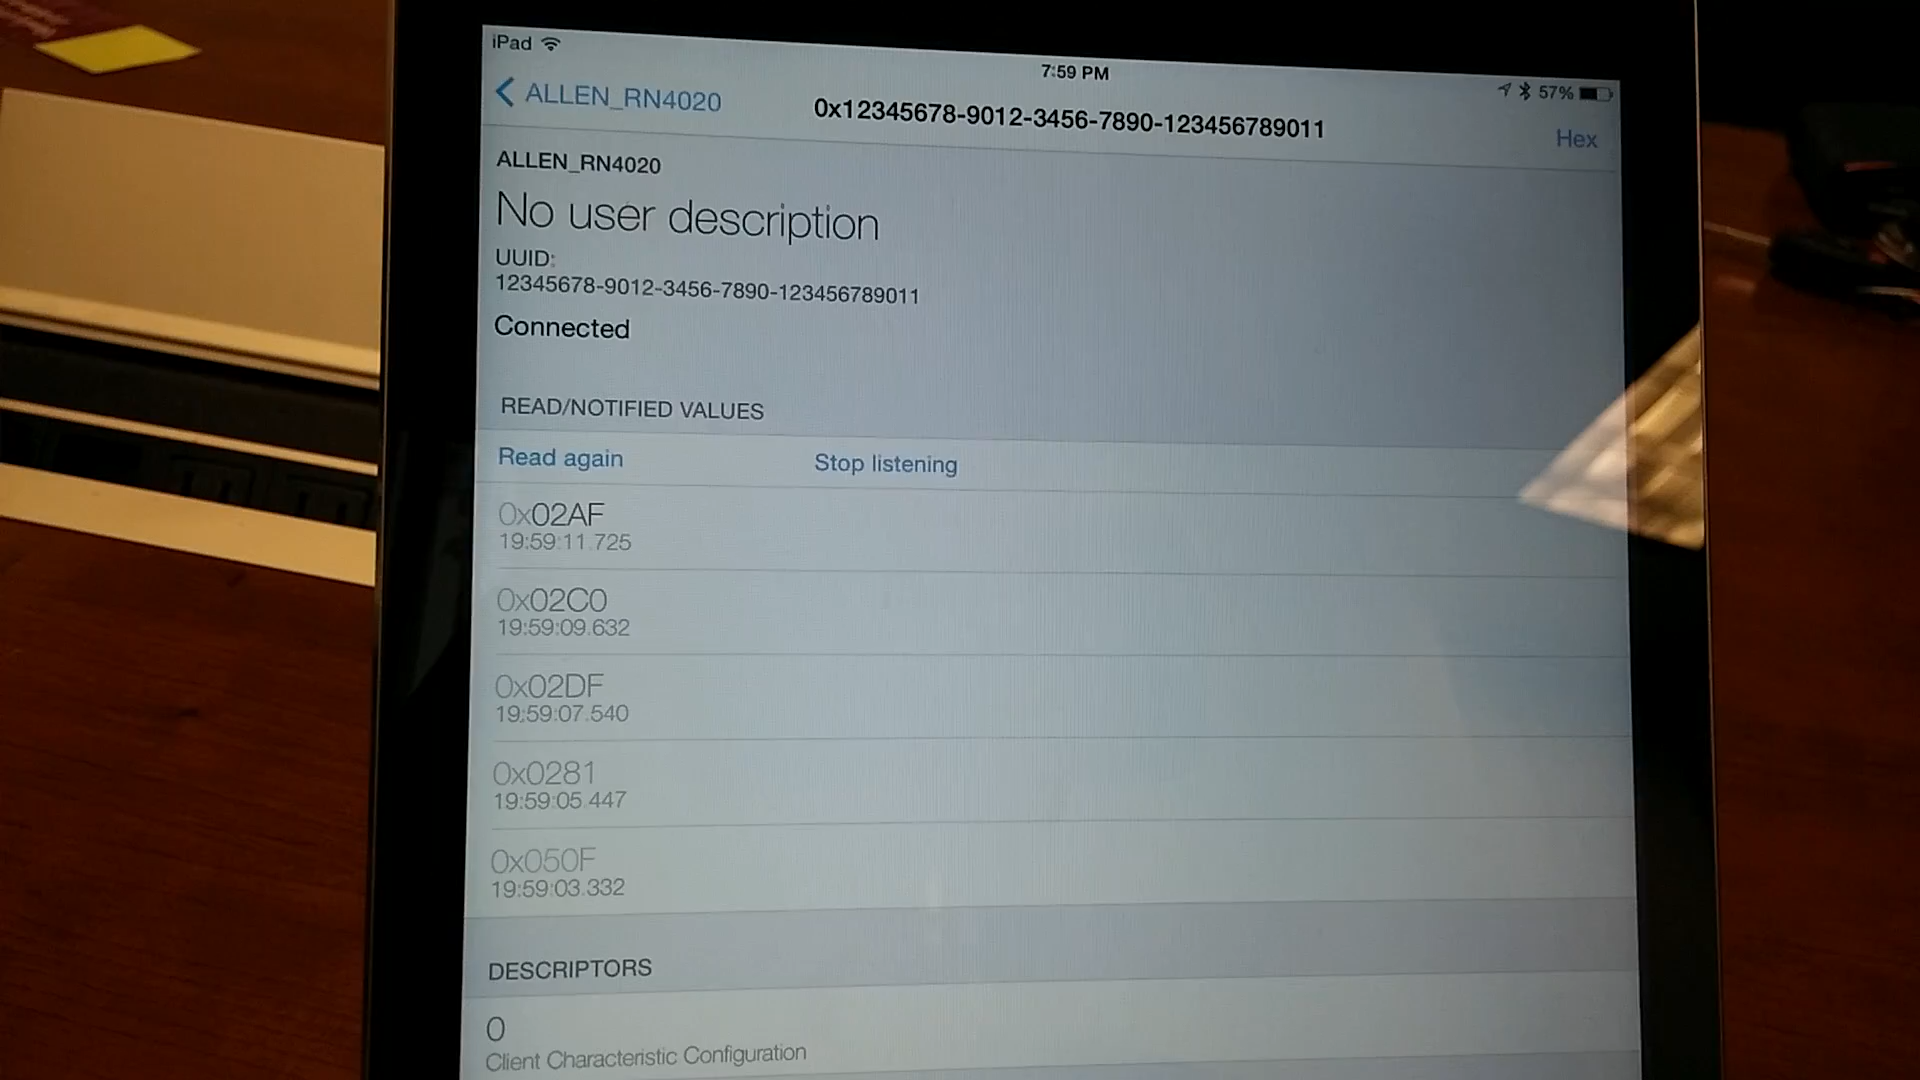 iPad
7:59 PM
57%
ALLEN_RN4020
0x12345678-9012-3456-7890-123456789011
Hex
ALLEN_RN4020
No user description
UUID:
12345678-9012-3456-7890-123456789011
Connected
READ/NOTIFIED VALUES
Read again
Stop listening
0x02AF
19:59:11.725
0x02C0
19:59:09.632
0x02DF
19:59:07.540
0x0281
19:59:05.447
0x050F
19:59:03.332
DESCRIPTORS
0
Client Characteristic Configuration